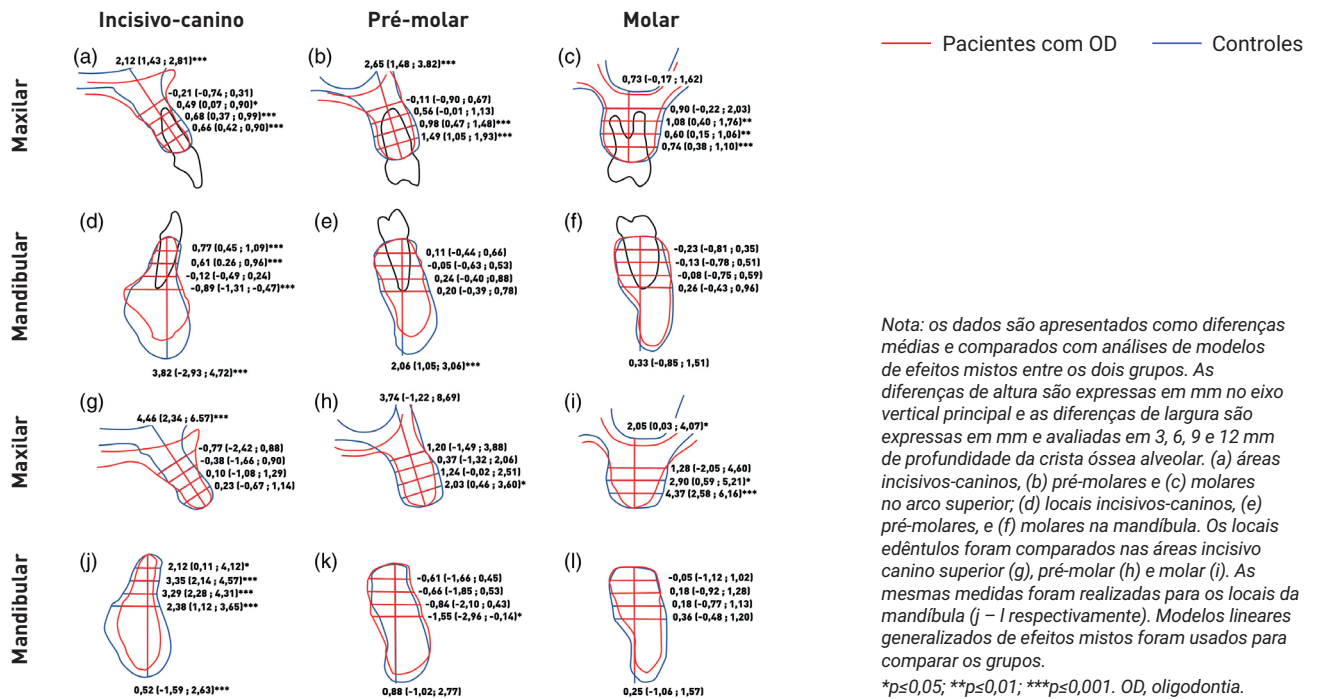 Incisivo-canino
Pré-molar
Molar
Pacientes com OD
Controles
Maxilar
(a)
2,12 (1,43 ; 2,81)***
-0,21 (-0,74 ; 0,31)
0,49 (0,07 ; 0,90)*
0,68 (0,37 ; 0,99)***
0,66 (0,42 ; 0,90)***
(b)
2,65 (1,48 ; 3.82)***
-0,11 (-0,90 ; 0,67)
0,56 (-0,01 ; 1,13)
0,98 (0,47 ; 1,48)***
1,49 (1,05 ; 1,93)***
(c)
0,73 (-0,17 ; 1,62)
0,90 (-0,22 ; 2,03)
1,08 (0,40 ; 1,76)**
0,60 (0,15 ; 1,06)**
0,74 (0,38 ; 1,10)***
Mandibular
(d)
0,77 (0,45 ; 1,09)***
0,61 (0.26 ; 0,96)***
-0,12 (-0,49 ; 0,24)
-0,89 (-1,31 ; -0,47)***
3,82 (-2,93 ; 4,72)***
(e)
0,11 (-0,44 ; 0,66)
-0,05 (-0,63 ; 0,53)
0,24 (-0,40 ;0,88)
0,20 (-0,39 ; 0,78)
2,06 (1,05; 3,06)***
(f)
-0,23 (-0,81 ; 0,35)
-0,13 (-0,78 ; 0,51)
-0,08 (-0,75 ; 0,59)
0,26 (-0,43 ; 0,96)
0,33 (-0,85 ; 1,51)
Maxilar
(g)
4,46 (2,34 ; 6.57)***
-0,77 (-2,42 ; 0,88)
-0,38 (-1,66 ; 0,90)
0,10 (-1,08 ; 1,29)
0,23 (-0,67 ; 1,14)
(h)
3,74 (-1,22 ; 8,69)
1,20 (-1,49 ; 3,88)
0,37 (-1,32 ; 2,06)
1,24 (-0,02 ; 2,51)
2,03 (0,46 ; 3,60)*
(i)
2,05 (0,03 ; 4,07)*
1,28 (-2,05 ; 4,60)
2,90 (0,59 ; 5,21)*
4,37 (2,58 ; 6,16)***
Mandibular
(j)
2,12 (0,11 ; 4,12)*
3,35 (2,14 ; 4,57)***
3,29 (2,28 ; 4,31)***
2,38 (1,12 ; 3,65)***
0,52 (-1,59 ; 2,63)***
(k)
-0,61 (-1,66 ; 0,45)
-0,66 (-1,85 ; 0,53)
-0,84 (-2,10 ; 0,43)
-1,55 (-2,96 ; -0,14)*
0,88 (-1,02; 2,77)
(l)
-0,05 (-1,12 ; 1,02)
0,18 (-0,92 ; 1,28)
0,18 (-0,77 ; 1,13)
0,36 (-0,48 ; 1,20)
0,25 (-1,06 ; 1,57)
Nota: os dados são apresentados como diferenças
médias e comparados com análises de modelos
de efeitos mistos entre os dois grupos. As
diferenças de altura são expressas em mm no eixo
vertical principal e as diferenças de largura são
expressas em mm e avaliadas em 3, 6, 9 e 12 mm
de profundidade da crista óssea alveolar. (a) áreas
incisivos-caninos, (b) pré-molares e (c) molares
no arco superior; (d) locais incisivos-caninos, (e)
pré-molares, e (f) molares na mandíbula. Os locais
edêntulos foram comparados nas áreas incisivo
canino superior (g), pré-molar (h) e molar (i). As
mesmas medidas foram realizadas para os locais da
mandíbula (j – l respectivamente). Modelos lineares
generalizados de efeitos mistos foram usados para
comparar os grupos.
*p≤0,05; **p≤0,01; ***p≤0,001. OD, oligodontia.